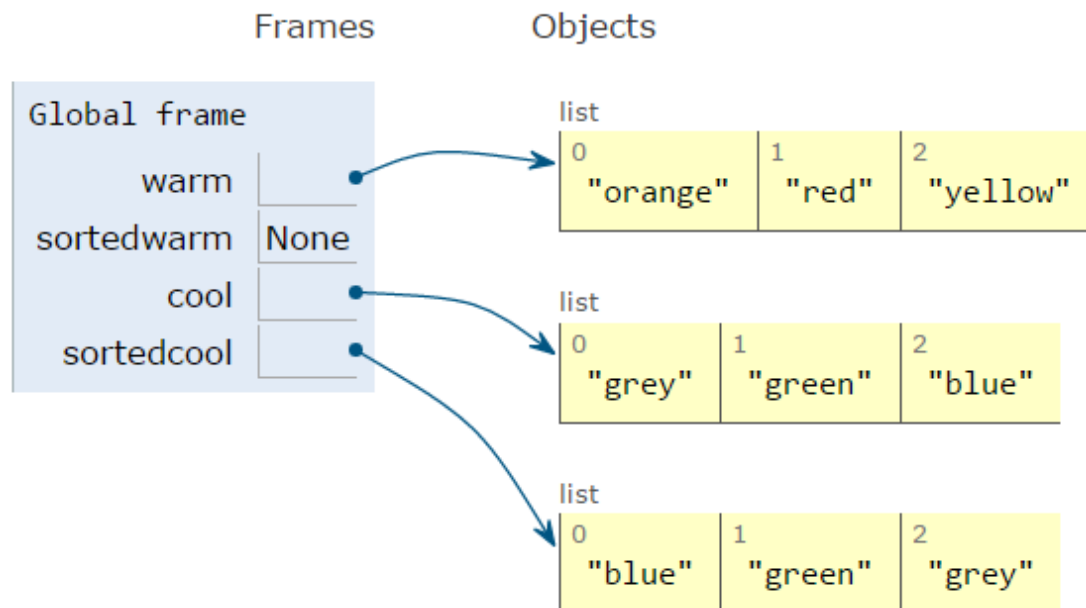 Frames Objects
Global frame
warm
sortedwarm None
cool
sortedcool
list
0 1 2
"orange" "red" "yellow"
list
0 1 2
"grey" "green" "blue"
list
0 1 2
"blue" "green" "grey"